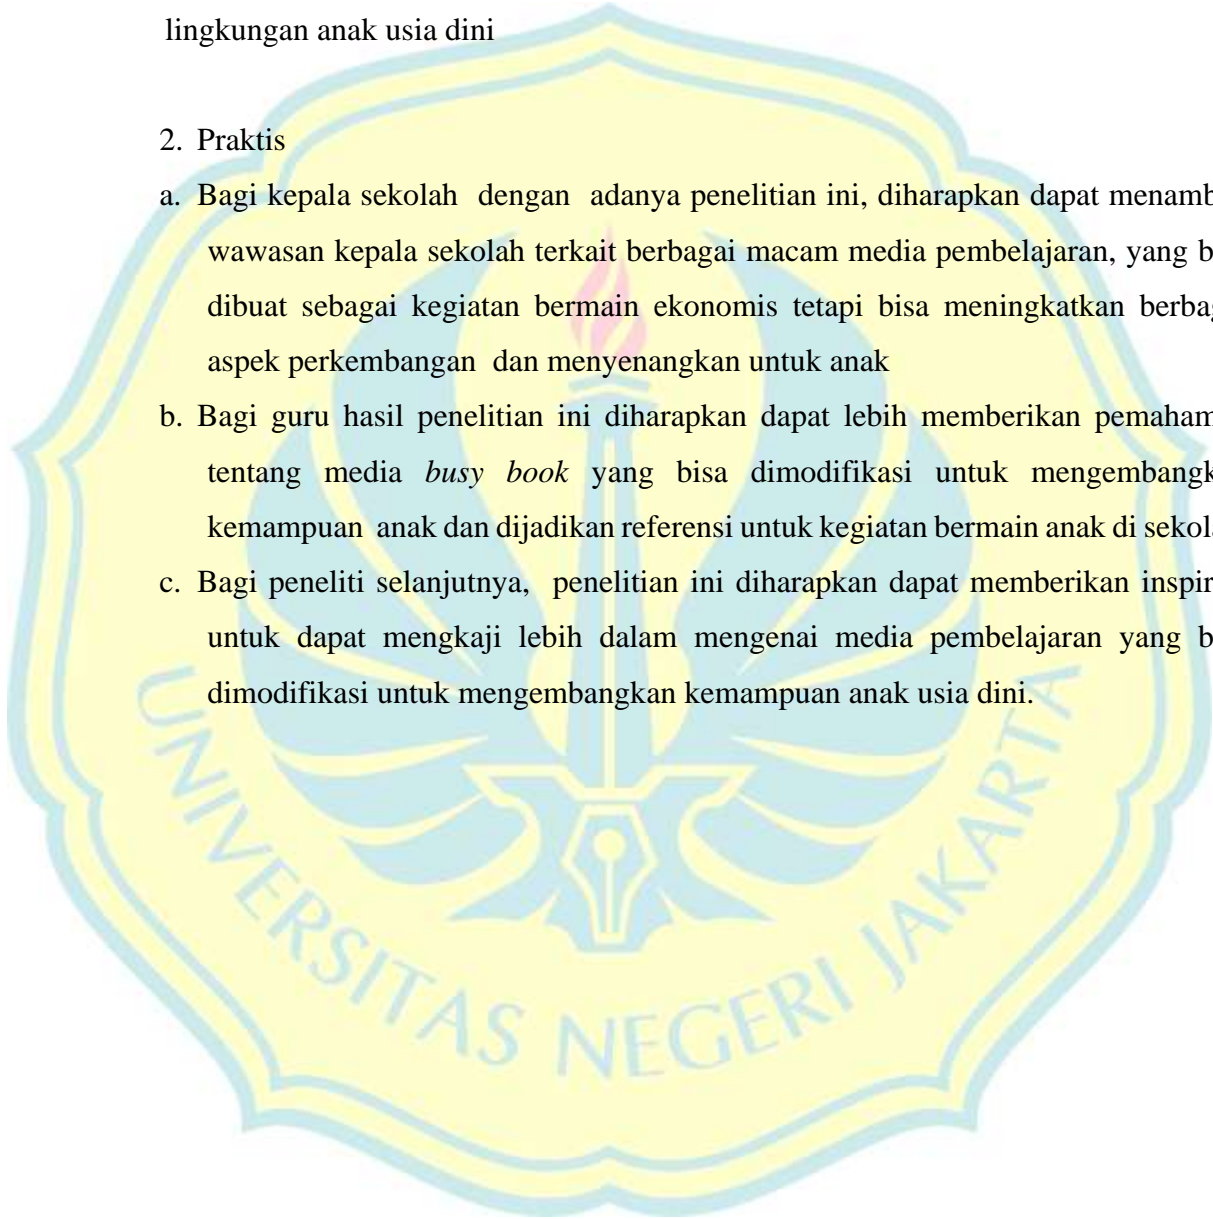 lingkungan anak usia dini
2. Praktis
a. Bagi kepala sekolah dengan adanya penelitian ini, diharapkan dapat menamb
wawasan kepala sekolah terkait berbagai macam media pembelajaran, yang b
dibuat sebagai kegiatan bermain ekonomis tetapi bisa meningkatkan berbag
aspek perkembangan dan menyenangkan untuk anak
b. Bagi guru hasil penelitian ini diharapkan dapat lebih memberikan pemaham
tentang media busy book yang bisa dimodifikasi untuk mengembangk
kemampuan anak dan dijadikan referensi untuk kegiatan bermain anak di sekol
c. Bagi peneliti selanjutnya, penelitian ini diharapkan dapat memberikan inspir
untuk dapat mengkaji lebih dalam mengenai media pembelajaran yang b
dimodifikasi untuk mengembangkan kemampuan anak usia dini.
UNIVERSITAS NEGERI JAKARTA